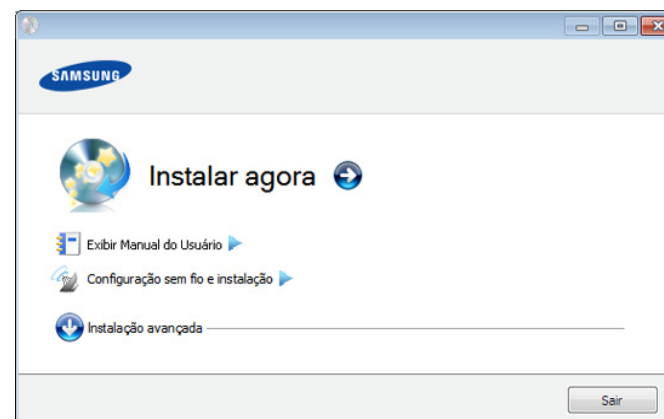 SAMSUNG
Instalar agora
Exibir Manual do Usuário
Configuração sem fio e instalação
Instalação avançada
Sair